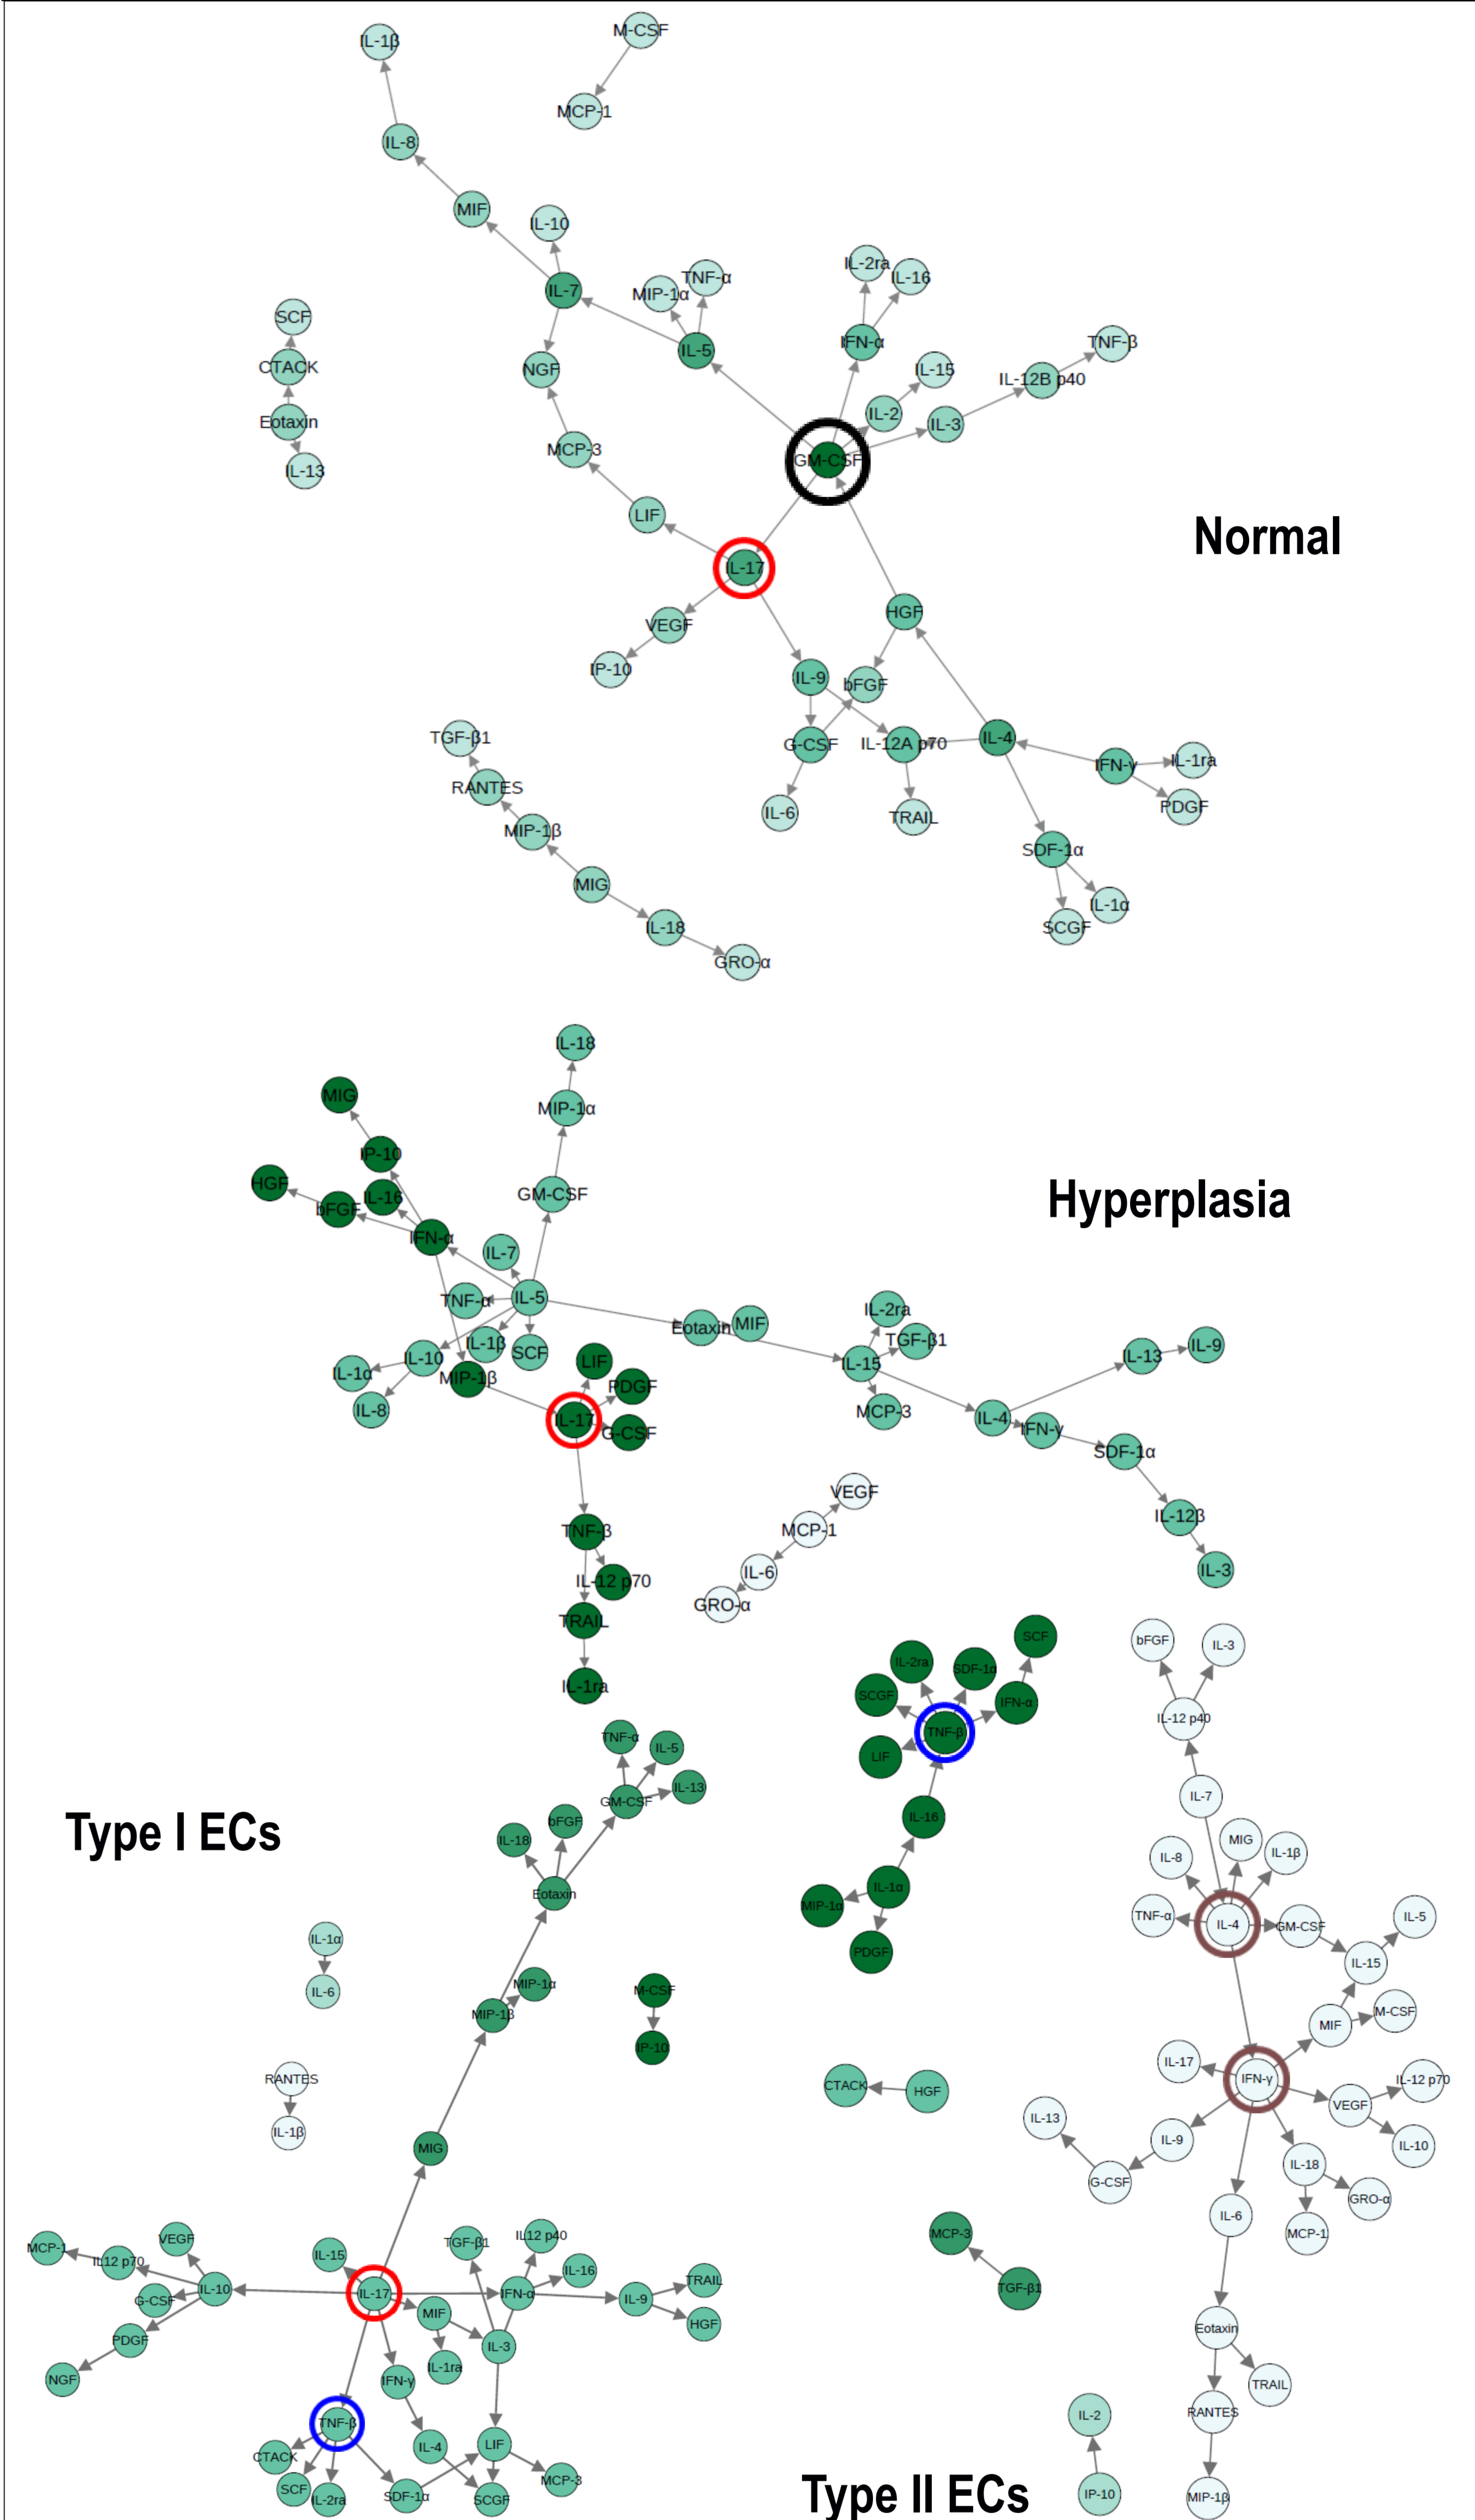 IL-1β
M-CSF
MCP-1
IL-8
MIF
IL-10
IL-7
MIP-1α
TNF-α
IL-2ra
IL-16
SCF
CTACK
Eotaxin
IL-13
NGF
IL-5
IFN-α
TNF-β
IL-15
IL-12B p40
IL-2
IL-3
MCP-3
GM-CSF
LIF
Normal
IL-17
VEGF
HGF
IP-10
IL-9
bFGF
TGF-β1
G-CSF
IL-12A p70
IL-4
IFN-γ
IL-1ra
RANTES
PDGF
IL-6
TRAIL
MIP-1β
SDF-1α
MIG
IL-1α
IL-18
SCGF
GRO-α
IL-18
MIG
MIP-1α
IP-10
HGF
IL-16
bFGF
GM-CSF
Hyperplasia
IFN-α
IL-7
TNF-α
IL-5
Eotaxin
MIF
IL-2ra
TGF-β1
IL-1β
SCF
IL-10
IL-1α
MIP-1β
LIF
PDGF
IL-15
IL-13
IL-9
IL-8
IL-17
G-CSF
MCP-3
IL-4
IFN-γ
SDF-1α
VEGF
MCP-1
IL-12β
TNF-β
IL-6
IL-3
IL-12 p70
GRO-α
TRAIL
IL-1ra
TNF-α
IL-5
IL-13
GM-CSF
Type I ECs
bFGF
IL-18
Eotaxin
IL-1α
IL-6
MIP-1α
MIP-1β
M-CSF
IP-10
RANTES
IL-1β
MIG
MCP-1
IL12 p70
VEGF
G-CSF
IL-10
PDGF
NGF
IL-15
IL-17
TGF-β1
IL12 p40
IFN-α
IL-16
IL-9
TRAIL
HGF
MIF
IL-3
IL-1ra
IFN-γ
TNF-β
CTACK
SCF
IL-2ra
SDF-1α
IL-4
LIF
MCP-3
SCGF
SCF
IL-2ra
SDF-1α
SCGF
IFN-α
TNF-β
LIF
IL-16
IL-1α
MIP-1α
PDGF
bFGF
IL-3
IL-12 p40
IL-7
IL-8
MIG
IL-1β
TNF-α
IL-4
GM-CSF
IL-5
IL-15
MIF
M-CSF
IL-17
IFN-γ
IL-12 p70
VEGF
IL-10
CTACK
HGF
IL-13
IL-9
G-CSF
IL-18
GRO-α
MCP-1
IL-6
MCP-3
TGF-β1
Eotaxin
TRAIL
RANTES
MIP-1β
IL-2
IP-10
Type II ECs